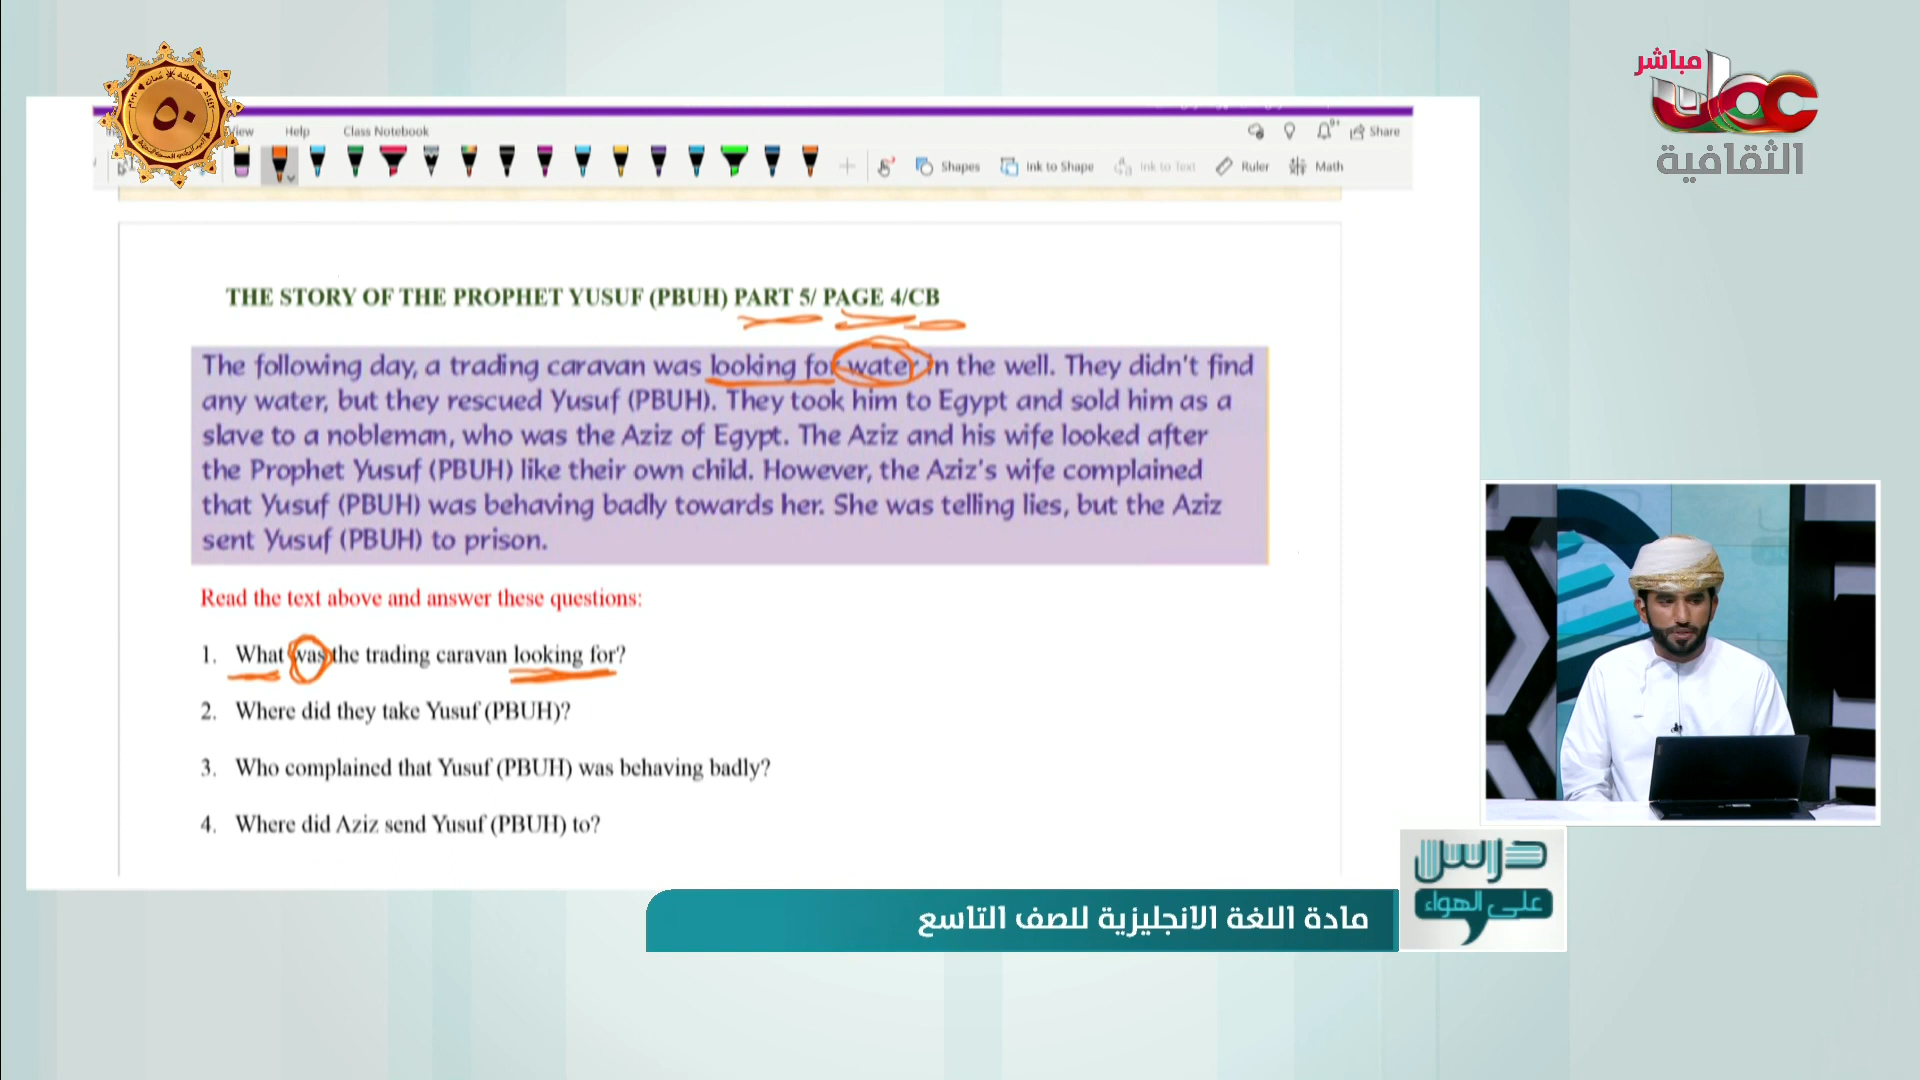 ٥٠
مباشر
عمان
الثقافية
View Help Class Notebook
9+ Share
Shapes Ink to Shape Ink to Text Ruler Math
THE STORY OF THE PROPHET YUSUF (PBUH) PART 5/ PAGE 4/CB
The following day, a trading caravan was looking for water in the well. They didn't find
any water, but they rescued Yusuf (PBUH). They took him to Egypt and sold him as a
slave to a nobleman, who was the Aziz of Egypt. The Aziz and his wife looked after
the Prophet Yusuf (PBUH) like their own child. However, the Aziz's wife complained
that Yusuf (PBUH) was behaving badly towards her. She was telling lies, but the Aziz
sent Yusuf (PBUH) to prison.
Read the text above and answer these questions:
1. What was the trading caravan looking for?
2. Where did they take Yusuf (PBUH)?
3. Who complained that Yusuf (PBUH) was behaving badly?
4. Where did Aziz send Yusuf (PBUH) to?
درس
على الهواء
مادة اللغة الانجليزية للصف التاسع